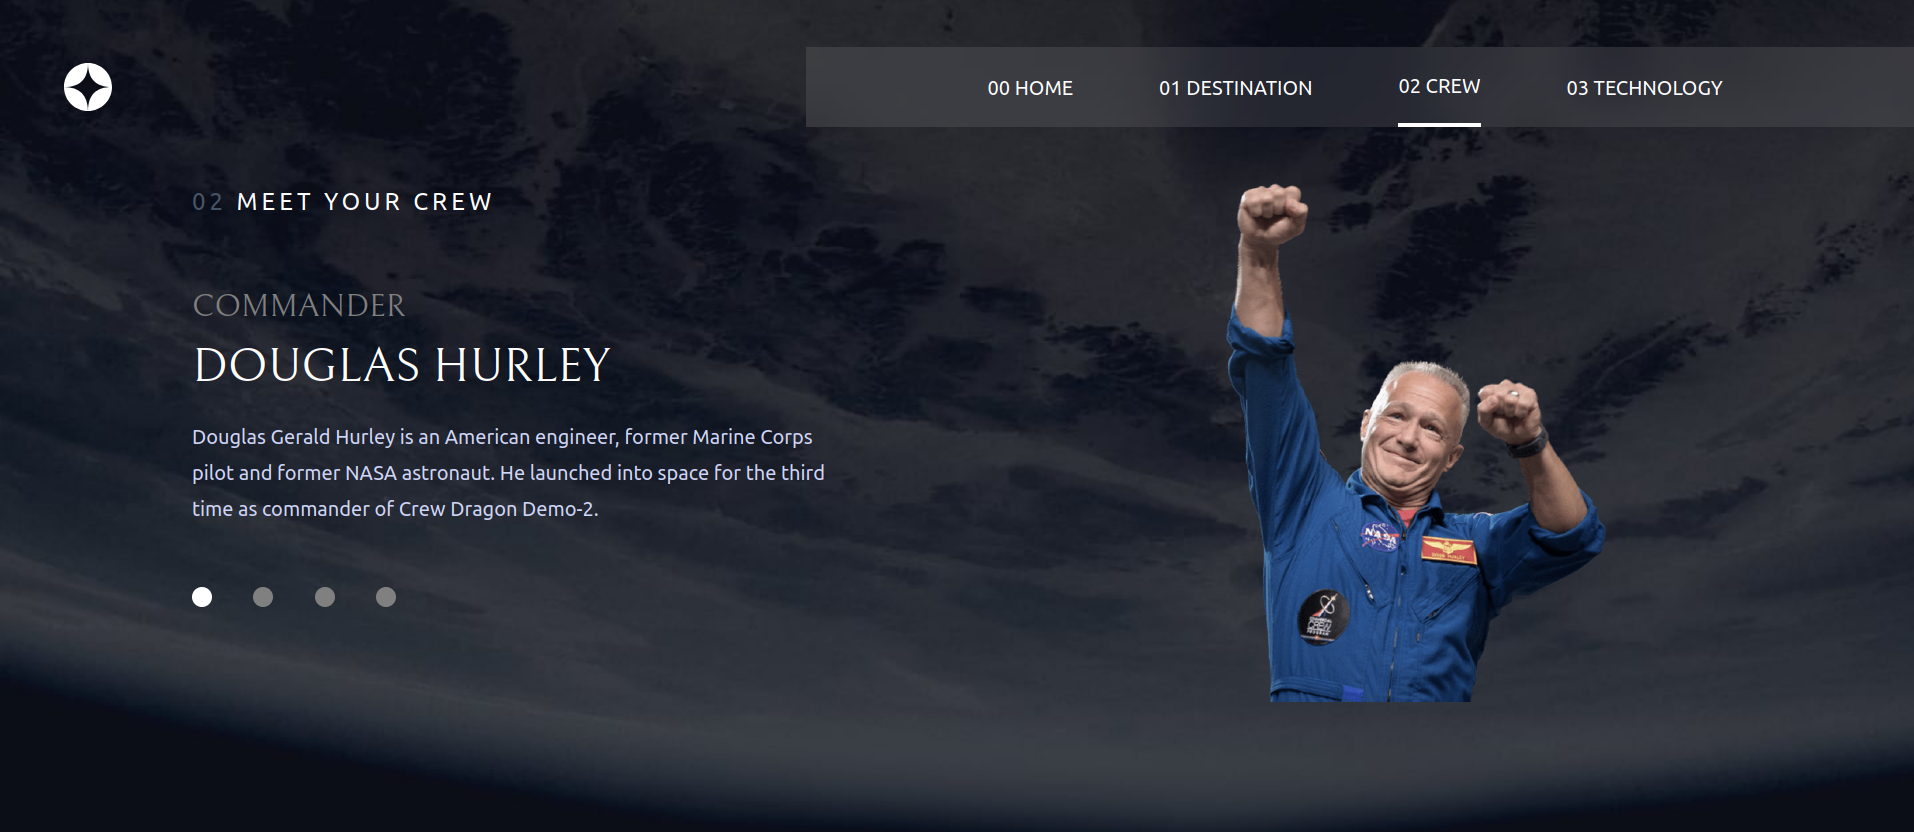 00 HOME 01 DESTINATION 02 CREW 03 TECHNOLOGY
02 MEET YOUR CREW
COMMANDER
DOUGLAS HURLEY
Douglas Gerald Hurley is an American engineer, former Marine Corps
pilot and former NASA astronaut. He launched into space for the third
time as commander of Crew Dragon Demo-2.
NASA
CREW